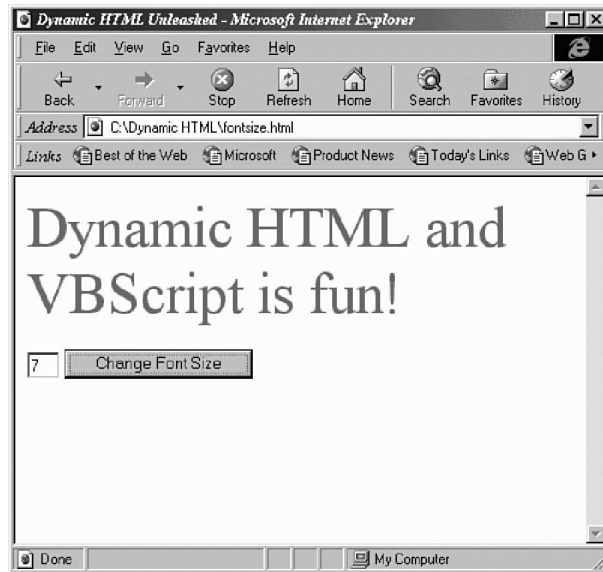 Dynamic HTML Unleashed - Microsoft Internet Explorer
File Edit View Go Favorites Help
Back Forward Stop Refresh Home Search Favorites History
Address C:\Dynamic HTML\fontsize.html
Links Best of the Web Microsoft Product News Today's Links Web G
Dynamic HTML and
VBScript is fun!
7 Change Font Size
Done My Computer